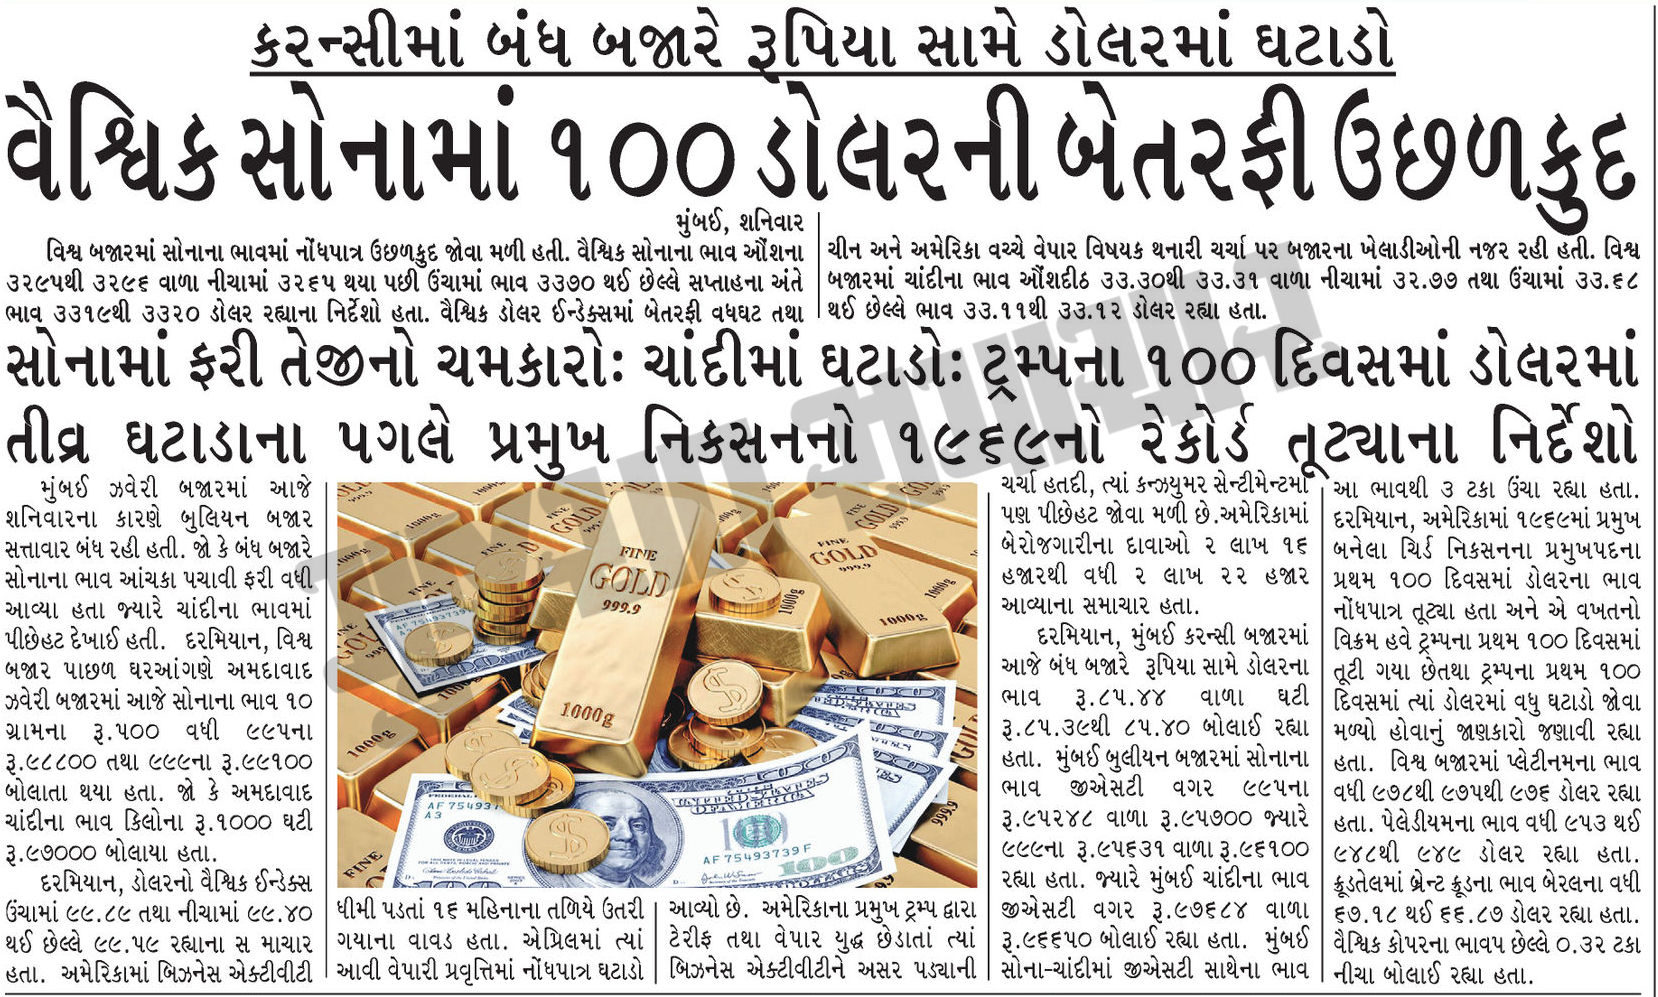 કરન્સીમાં બંધ બજારે રૂપિયા સામે ડોલરમાં ઘટાડો
વૈશ્વિક સોનામાં ૧૦૦ ડોલરની બેતરફી ઉછળકુદ
મુંબઈ, શનિવાર
વિશ્વ બજારમાં સોનાના ભાવમાં નોંધપાત્ર ઉછળકુદ જોવા મળી હતી. વૈશ્વિક સોનાના ભાવ ઔંશના
૩૨૯૫થી ૩૨૯૬ વાળા નીચામાં ૩૨૬૫ થયા પછી ઉંચામાં ભાવ ૩૩૭૦ થઈ છેલ્લે સપ્તાહના અંતે
ભાવ ૩૩૧૯થી ૩૩૨૦ ડોલર રહ્યાના નિર્દેશો હતા. વૈશ્વિક ડોલર ઈન્ડેક્સમાં બેતરફી વધઘટ તથા
ચીન અને અમેરિકા વચ્ચે વેપાર વિષયક થનારી ચર્ચા પર બજારના ખેલાડીઓની નજર રહી હતી. વિશ્વ
બજારમાં ચાંદીના ભાવ ઔંશદીઠ ૩૩.૩૦થી ૩૩.૩૧ વાળા નીચામાં ૩૨.૭૭ તથા ઉંચામાં ૩૩.૬૮
થઈ છેલ્લે ભાવ ૩૩.૧૧થી ૩૩.૧૨ ડોલર રહ્યા હતા.
સોનામાં ફરી તેજીનો ચમકારોઃ ચાંદીમાં ઘટાડોઃ ટ્રમ્પના ૧૦૦ દિવસમાં ડોલરમાં
તીવ્ર ઘટાડાના પગલે પ્રમુખ નિકસનનો ૧૯૬૯નો રેકોર્ડ તૂટ્યાના નિર્દેશો
મુંબઈ ઝવેરી બજારમાં આજે
શનિવારના કારણે બુલિયન બજાર
સત્તાવાર બંધ રહી હતી. જો કે બંધ બજારે
સોનાના ભાવ આંચકા પચાવી ફરી વધી
આવ્યા હતા જ્યારે ચાંદીના ભાવમાં
પીછેહટ દેખાઈ હતી. દરમિયાન, વિશ્વ
બજાર પાછળ ઘરઆંગણે અમદાવાદ
ઝવેરી બજારમાં આજે સોનાના ભાવ ૧૦
ગ્રામના રૂ.૫૦૦ વધી ૯૯૫ના
રૂ.૯૮૮૦૦ તથા ૯૯૯ના રૂ.૯૯૧૦૦
બોલાતા થયા હતા. જો કે અમદાવાદ
ચાંદીના ભાવ કિલોના રૂ.૧૦૦૦ ઘટી
રૂ.૯૭૦૦૦ બોલાયા હતા.
દરમિયાન, ડોલરનો વૈશ્વિક ઈન્ડેક્સ
ઉંચામાં ૯૯.૮૯ તથા નીચામાં ૯૯.૪૦
થઈ છેલ્લે ૯૯.૫૯ રહ્યાના સ માચાર
હતા. અમેરિકામાં બિઝનેસ એક્ટીવીટી
FINE
GOLD
999.9
1000g
ધીમી પડતાં ૧૬ મહિનાના તળિયે ઉતરી
ગયાના વાવડ હતા. એપ્રિલમાં ત્યાં
આવી વેપારી પ્રવૃત્તિમાં નોંધપાત્ર ઘટાડો
આવ્યો છે. અમેરિકાના પ્રમુખ ટ્રમ્પ દ્વારા
ટેરીફ તથા વેપાર યુદ્ધ છેડાતાં ત્યાં
બિઝનેસ એક્ટીવીટીને અસર પડ્યાની
ચર્ચા હતદી, ત્યાં કન્ઝયુમર સેન્ટીમેન્ટમાં
પણ પીછેહટ જોવા મળી છે.અમેરિકામાં
બેરોજગારીના દાવાઓ ૨ લાખ ૧૬
હજારથી વધી ૨ લાખ ૨૨ હજાર
આવ્યાના સમાચાર હતા.
દરમિયાન, મુંબઈ કરન્સી બજારમાં
આજે બંધ બજારે રૂપિયા સામે ડોલરના
ભાવ રૂ.૮૫.૪૪ વાળા ઘટી
રૂ.૮૫.૩૯થી ૮૫.૪૦ બોલાઈ રહ્યા
હતા. મુંબઈ બુલીયન બજારમાં સોનાના
ભાવ જીએસટી વગર ૯૯૫ના
રૂ.૯૫૨૪૮ વાળા રૂ.૯૫૭૦૦ જ્યારે
૯૯૯ના રૂ.૯૫૬૩૧ વાળા રૂ.૯૬૧૦૦
રહ્યા હતા. જ્યારે મુંબઈ ચાંદીના ભાવ
જીએસટી વગર રૂ.૯૭૬૮૪ વાળા
રૂ.૯૬૬૫૦ બોલાઈ રહ્યા હતા. મુંબઈ
સોના-ચાંદીમાં જીએસટી સાથેના ભાવ
આ ભાવથી ૩ ટકા ઉંચા રહ્યા હતા.
દરમિયાન, અમેરિકામાં ૧૯૬૯માં પ્રમુખ
બનેલા ચિર્ડ નિકસનના પ્રમુખપદના
પ્રથમ ૧૦૦ દિવસમાં ડોલરના ભાવ
નોંધપાત્ર તૂટ્યા હતા અને એ વખતનો
વિક્રમ હવે ટ્રમ્પના પ્રથમ ૧૦૦ દિવસમાં
તૂટી ગયા છેતથા ટ્રમ્પના પ્રથમ ૧૦૦
દિવસમાં ત્યાં ડોલરમાં વધુ ઘટાડો જોવા
મળ્યો હોવાનું જાણકારો જણાવી રહ્યા
હતા. વિશ્વ બજારમાં પ્લેટીનમના ભાવ
વધી ૯૭૮થી ૯૭૫થી ૯૭૬ ડોલર રહ્યા
હતા. પેલેડીયમના ભાવ વધી ૯૫૩ થઈ
૯૪૮થી ૯૪૯ ડોલર રહ્યા હતા.
ક્રૂડતેલમાં બ્રેન્ટ ક્રૂડના ભાવ બેરલના વધી
૬૭.૧૮ થઈ ૬૬.૮૭ ડોલર રહ્યા હતા.
વૈશ્વિક કોપરના ભાવપ છેલ્લે ૦.૩૨ ટકા
નીચા બોલાઈ રહ્યા હતા.